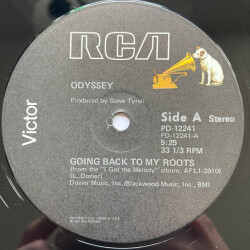 RCA
ODYSSEY
Produced by Steve Tyrell
Side A Stereo
PD-12241
PD-12241-A
5:25
33 1/3 RPM
Victor
GOING BACK TO MY ROOTS
(from the "I Got the Melody" album, AFL1-3910)
(L. Dozier)
Dozier Music, Inc./Blackwood Music, Inc., BMI